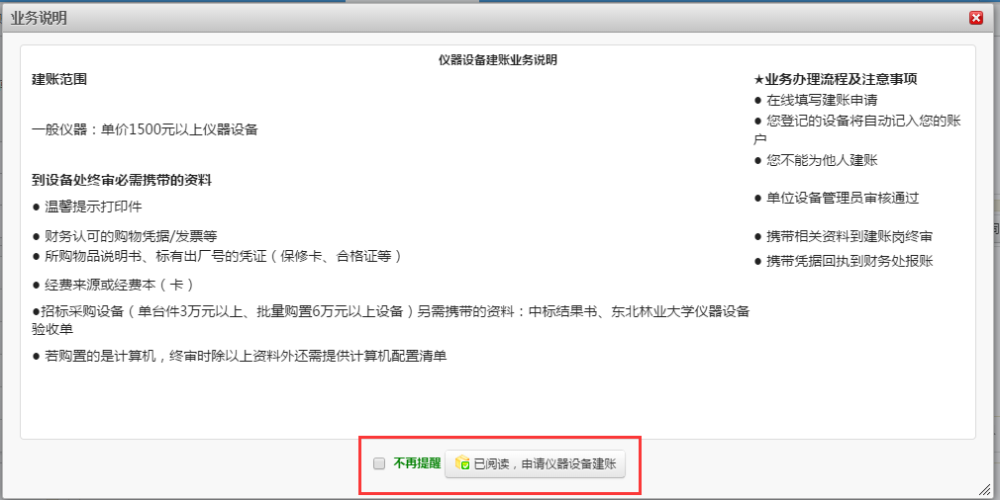 业务说明
仪器设备建账业务说明
建账范围
一般仪器：单价1500元以上仪器设备
到设备处终审必需携带的资料
● 温馨提示打印件
● 财务认可的购物凭据/发票等
● 所购物品说明书、标有出厂号的凭证（保修卡、合格证等）
● 经费来源或经费本（卡）
●招标采购设备（单台件3万元以上、批量购置6万元以上设备）另需携带的资料：中标结果书、东北林业大学仪器设备
验收单
● 若购置的是计算机，终审时除以上资料外还需提供计算机配置清单
★业务办理流程及注意事项
● 在线填写建账申请
● 您登记的设备将自动记入您的账
户
● 您不能为他人建账
● 单位设备管理员审核通过
● 携带相关资料到建账岗终审
● 携带凭据回执到财务处报账
不再提醒
已阅读，申请仪器设备建账